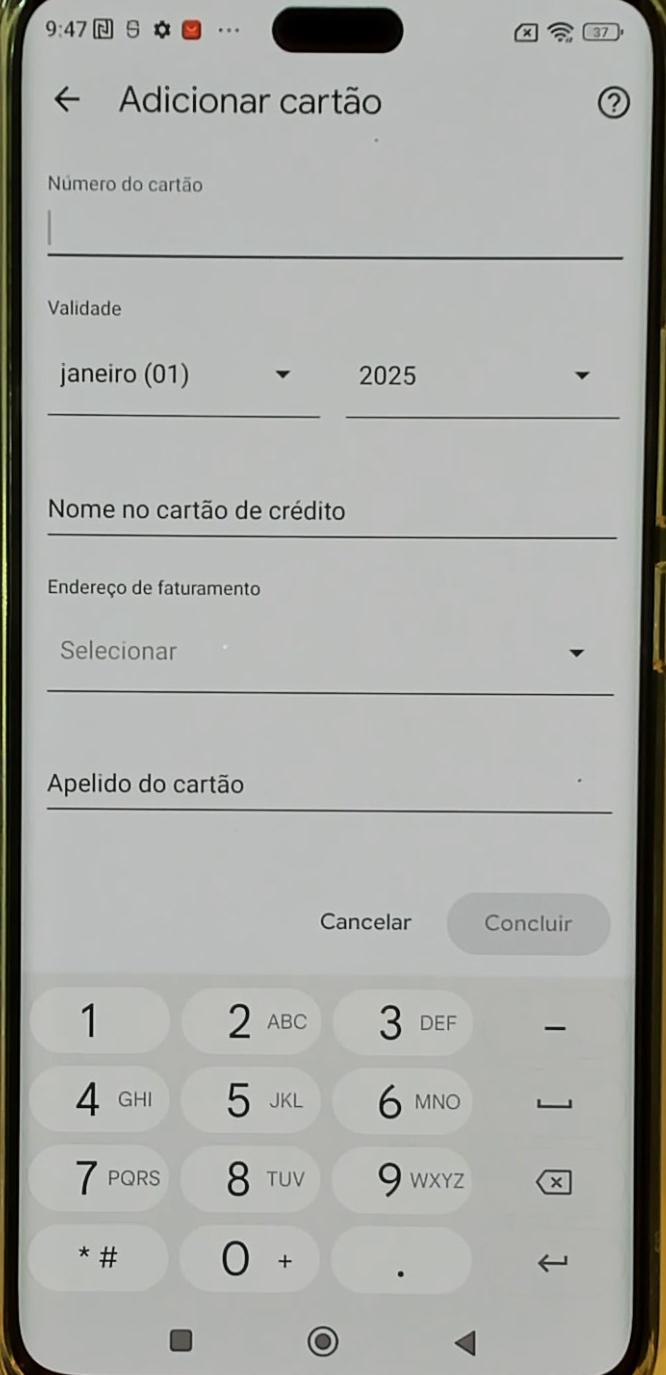 9:47
37
Adicionar cartão
Número do cartão
Validade
janeiro (01)
2025
Nome no cartão de crédito
Endereço de faturamento
Selecionar
Apelido do cartão
Cancelar
Concluir
1
2 ABC
3 DEF
–
4 GHI
5 JKL
6 MNO
7 PQRS
8 TUV
9 WXYZ
* #
0 +
.